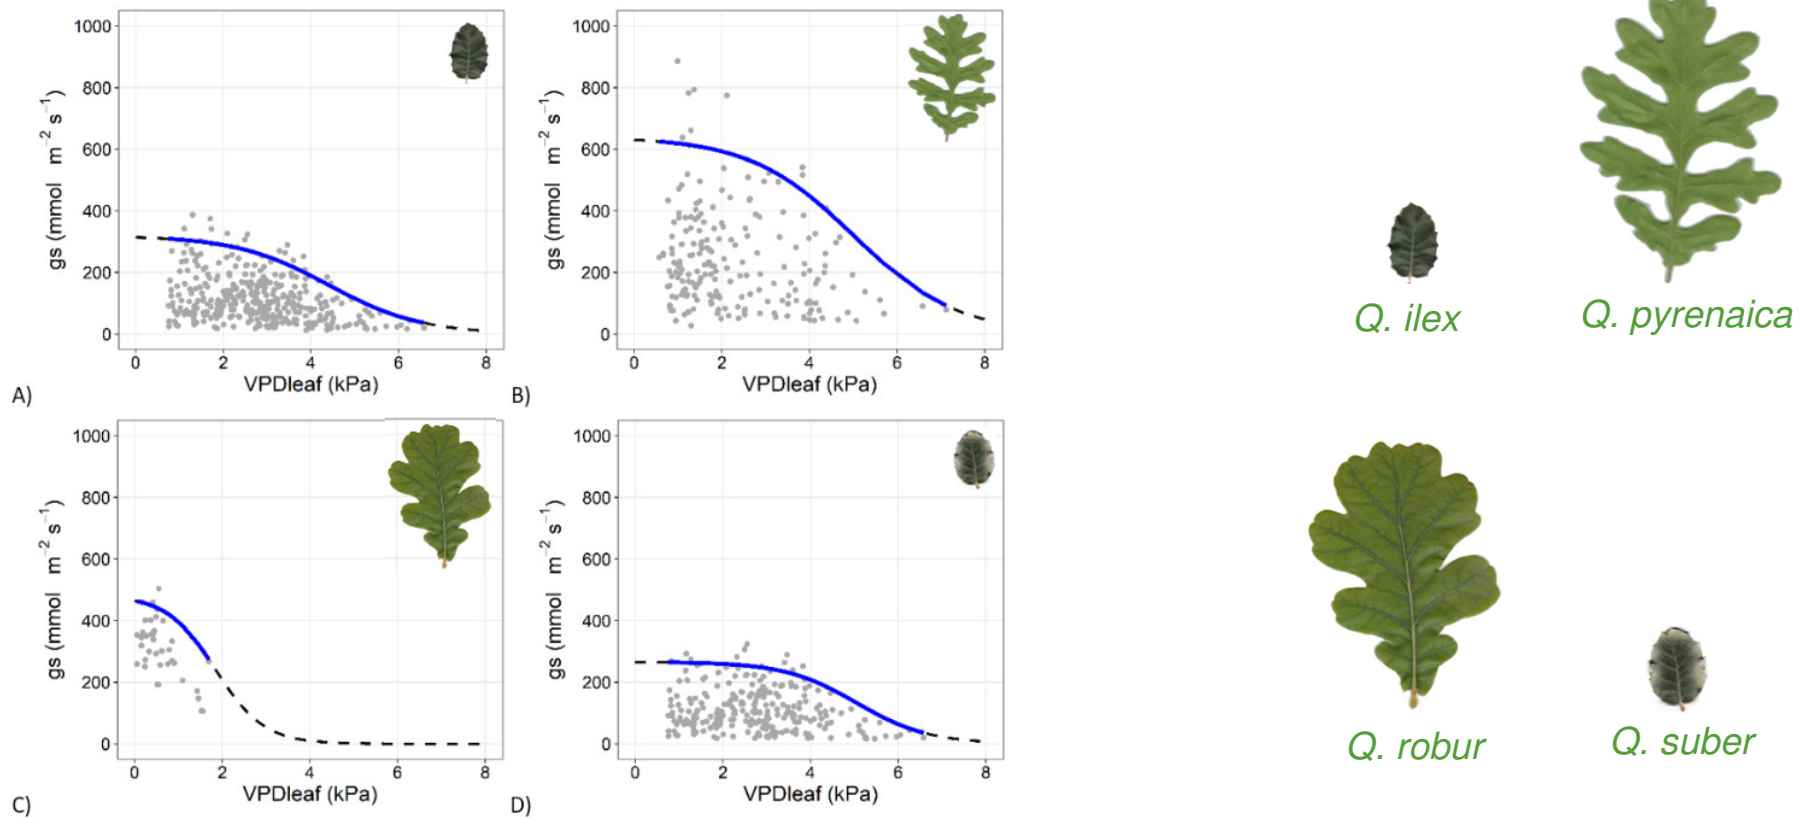 1000
800
600
400
200
0
gs (mmol m⁻² s⁻¹)
0 2 4 6 8
VPDleaf (kPa)
A)
1000
800
600
400
200
0
gs (mmol m⁻² s⁻¹)
0 2 4 6 8
VPDleaf (kPa)
B)
Q. ilex
Q. pyrenaica
1000
800
600
400
200
0
gs (mmol m⁻² s⁻¹)
0 2 4 6 8
VPDleaf (kPa)
C)
1000
800
600
400
200
0
gs (mmol m⁻² s⁻¹)
0 2 4 6 8
VPDleaf (kPa)
D)
Q. robur
Q. suber